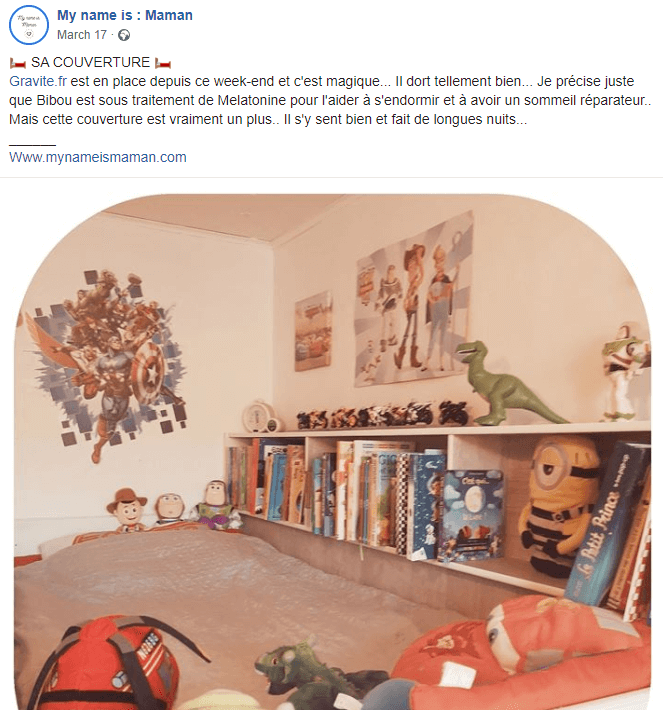 My name is : Maman
March 17 ·
SA COUVERTURE
Gravite.fr est en place depuis ce week-end et c'est magique... Il dort tellement bien... Je précise juste
que Bibou est sous traitement de Melatonine pour l'aider à s'endormir et à avoir un sommeil réparateur..
Mais cette couverture est vraiment un plus.. Il s'y sent bien et fait de longues nuits...
______
Www.mynameismaman.com
Le Petit Prince